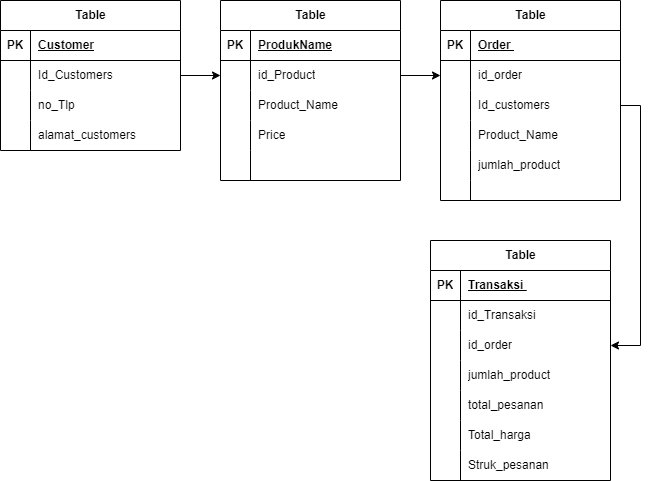 Table
PK Customer
Id_Customers
no_Tlp
alamat_customers
Table
PK ProdukName
id_Product
Product_Name
Price
Table
PK Order
id_order
Id_customers
Product_Name
jumlah_product
Table
PK Transaksi
id_Transaksi
id_order
jumlah_product
total_pesanan
Total_harga
Struk_pesanan